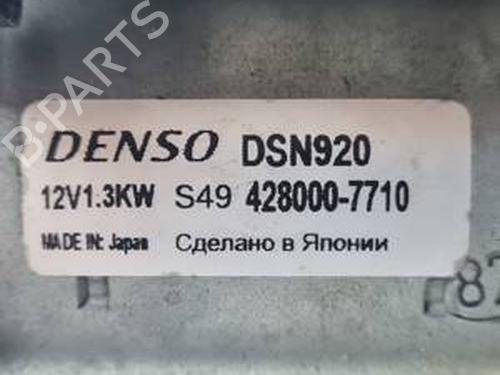 B-PARTS
DENSO DSN920
12V1.3KW S49 428000-7710
MADE IN: Japan Сделано в Японии